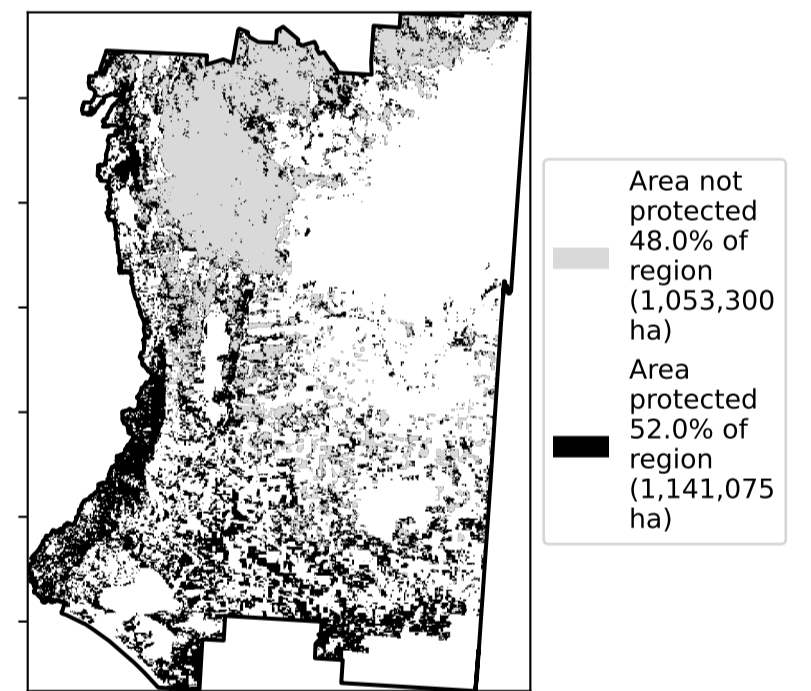 Area not
protected
48.0% of
region
(1,053,300
ha)
Area
protected
52.0% of
region
(1,141,075
ha)